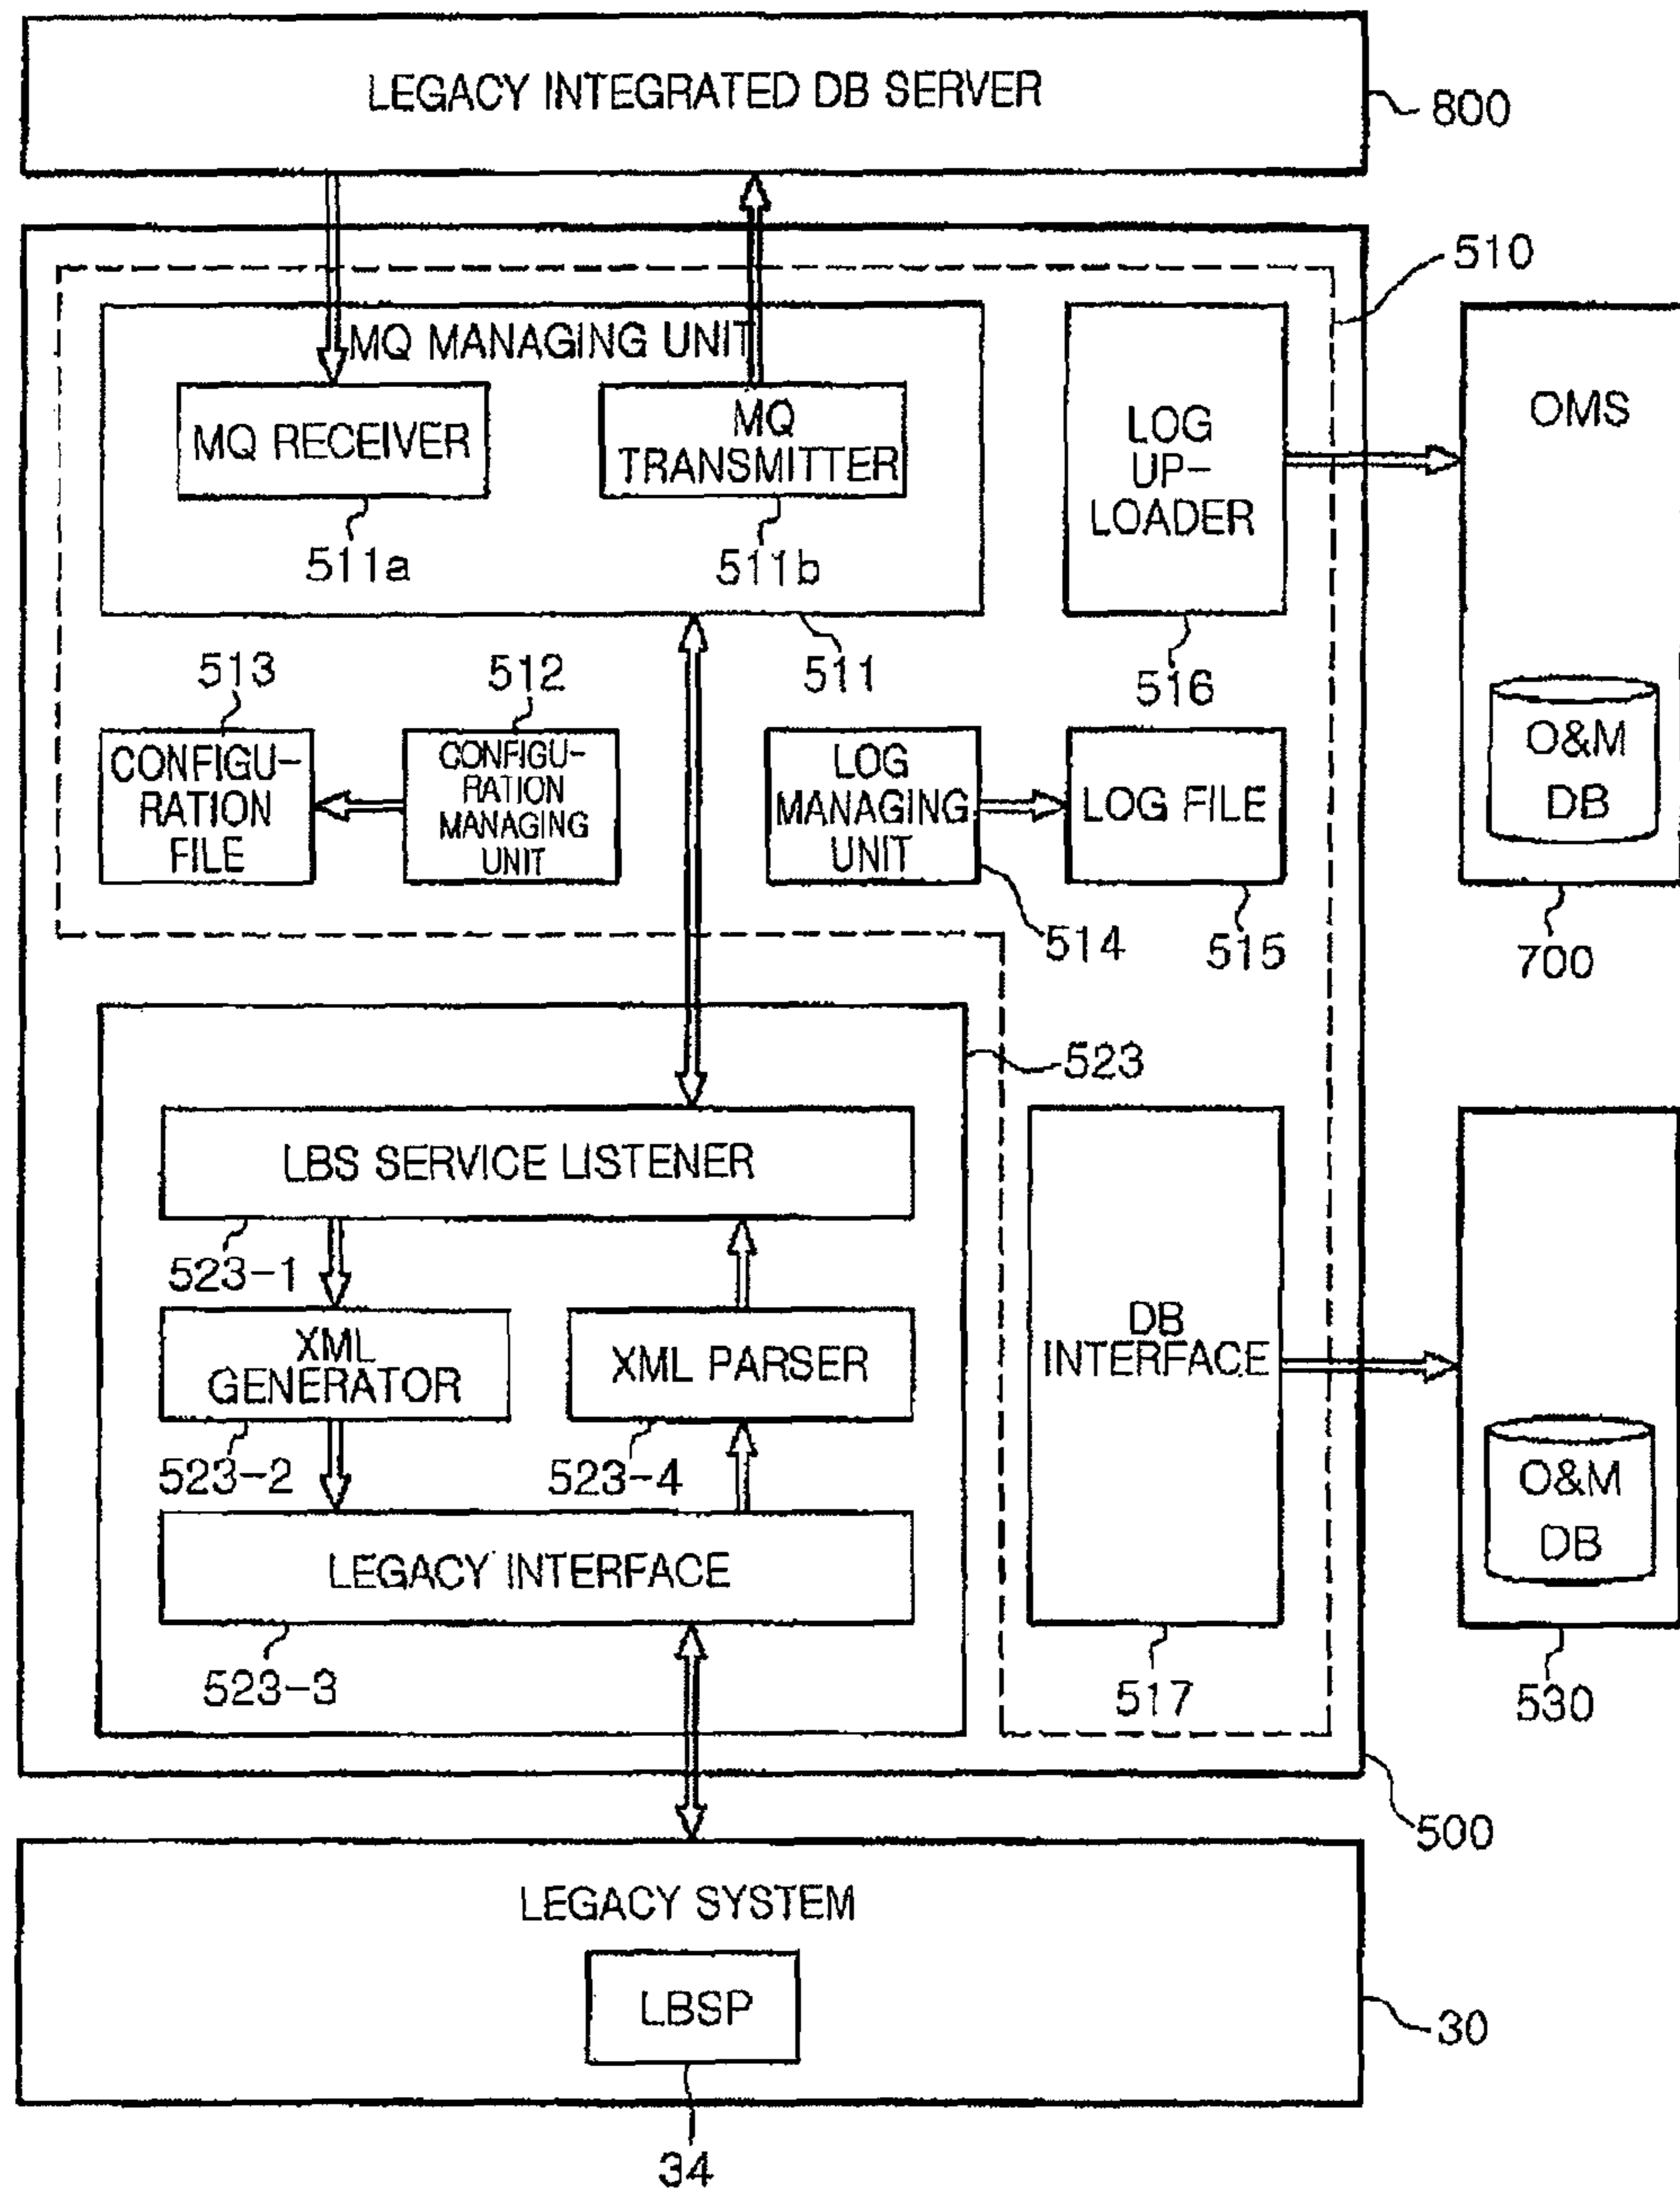 LEGACY INTEGRATED DB SERVER
800
510
MQ MANAGING UNIT
MQ RECEIVER
511a
MQ
TRANSMITTER
511b
511
LOG
UP-
LOADER
516
OMS
O&M
DB
700
513
CONFIGU-
RATION
FILE
512
CONFIGU-
RATION
MANAGING
UNIT
LOG
MANAGING
UNIT
514
LOG FILE
515
523
LBS SERVICE LISTENER
523-1
XML
GENERATOR
523-2
XML PARSER
523-4
LEGACY INTERFACE
523-3
DB
INTERFACE
517
O&M
DB
530
500
LEGACY SYSTEM
LBSP
34
30